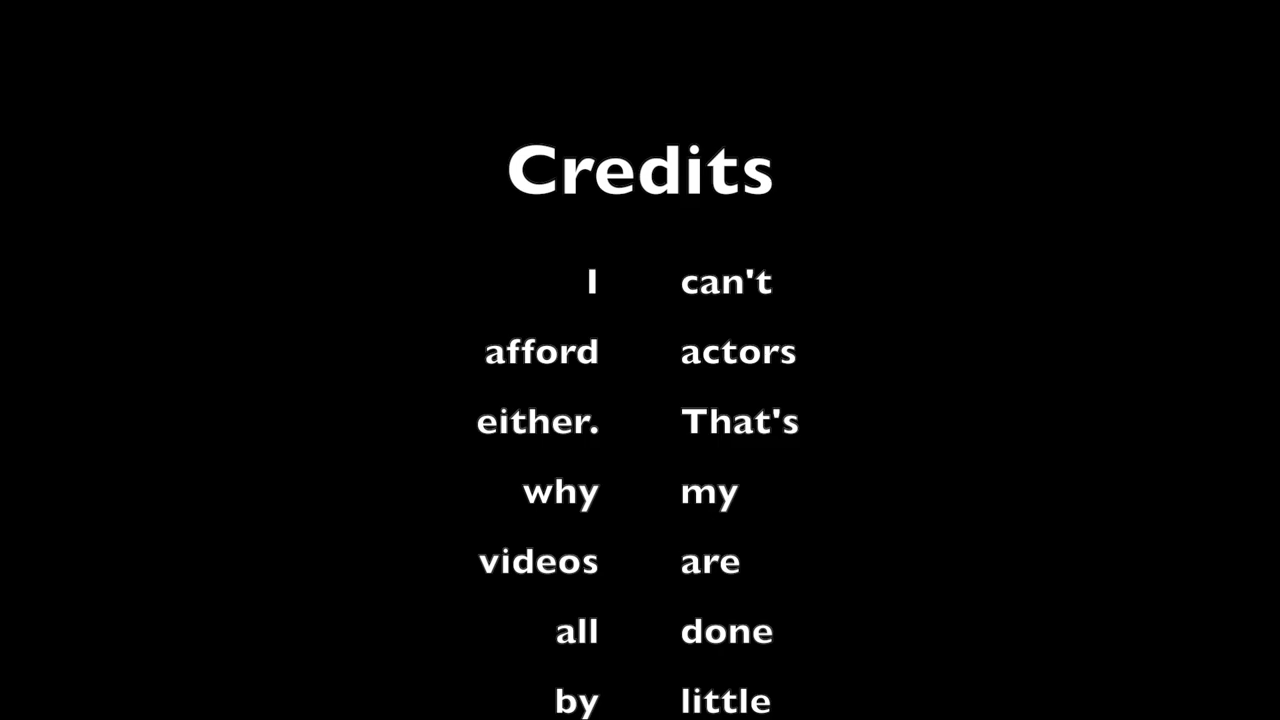 Credits
I can't
afford actors
either. That's
why my
videos are
all done
by little